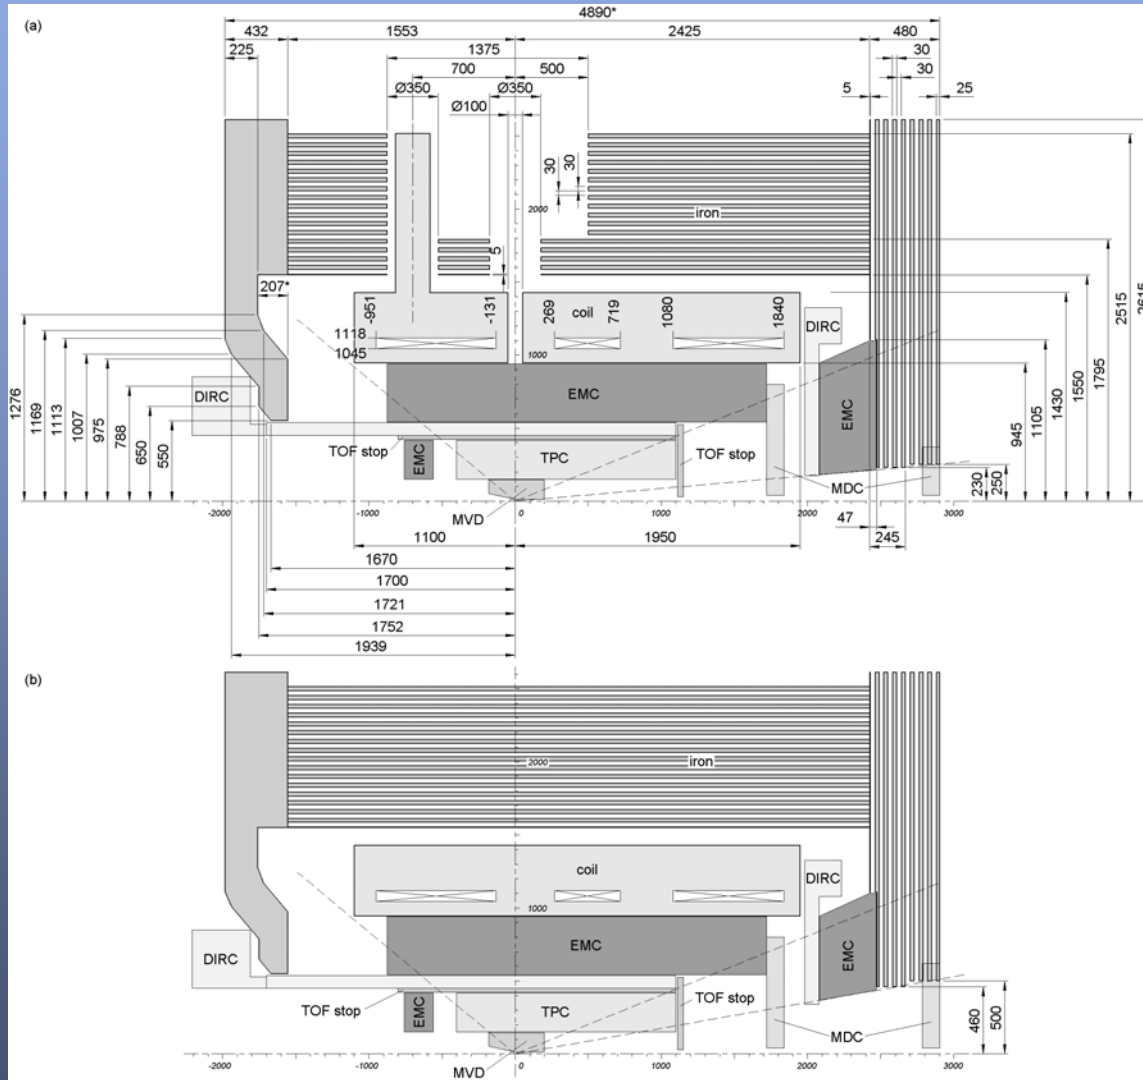 (a)
4890*
432 1553 2425 480
225 1375 30
700 500 30
Ø350 Ø350 5 25
Ø100
30
30
2000
iron
5
207*
-951 -131 269 coil 719 1080 1840
1118
1045
1000
DIRC
DIRC
EMC
EMC
TOF stop
EMC
TPC
TOF stop
MDC
MVD
1276
1169
1113
1007
975
788
650
550
2615
2515
1795
1550
1430
1105
945
250
230
-2000 -1000 0 1000 2000 3000
47
245
1100 1950
1670
1700
1721
1752
1939
(b)
2000
iron
coil
1000
DIRC
DIRC
EMC
EMC
TOF stop
EMC
TPC
TOF stop
MDC
460
500
MVD
-2000 -1000 0 1000 2000 3000